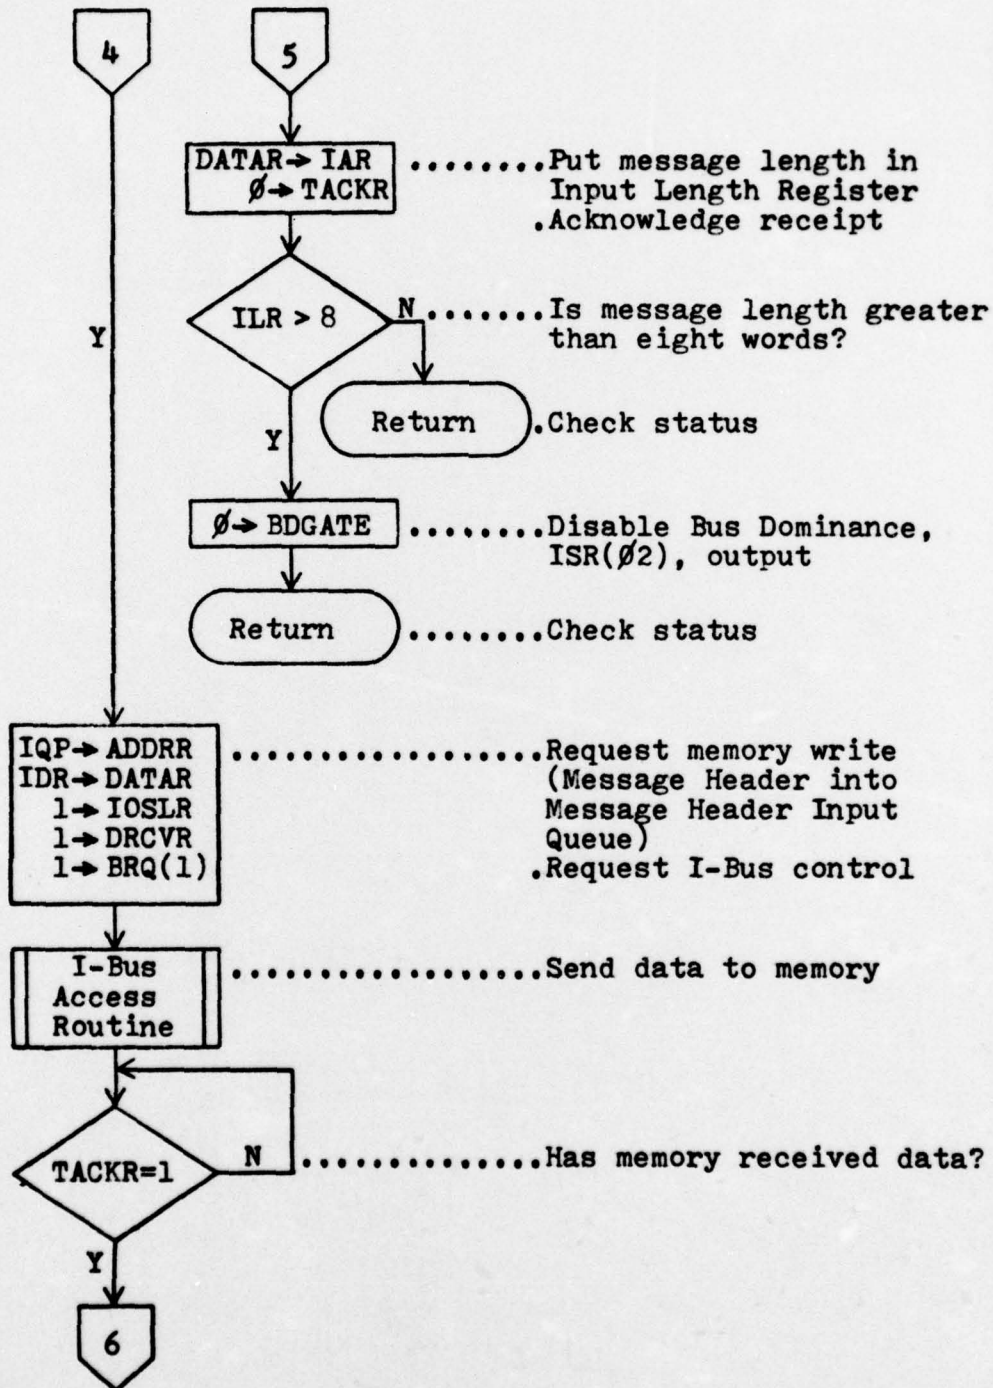 4
5
DATAR→ IAR ........Put message length in
∅→ TACKR Input Length Register
.Acknowledge receipt
ILR > 8 N .......Is message length greater
than eight words?
Y
Return .Check status
Y
∅→ BDGATE ........Disable Bus Dominance,
ISR(∅2), output
Return ........Check status
IQP→ ADDRR ..................Request memory write
IDR→ DATAR (Message Header into
1→ IOSLR Message Header Input
1→ DRCVR Queue)
1→ BRQ(1) .Request I-Bus control
I-Bus ..................Send data to memory
Access
Routine
TACKR=1 N ..............Has memory received data?
Y
6